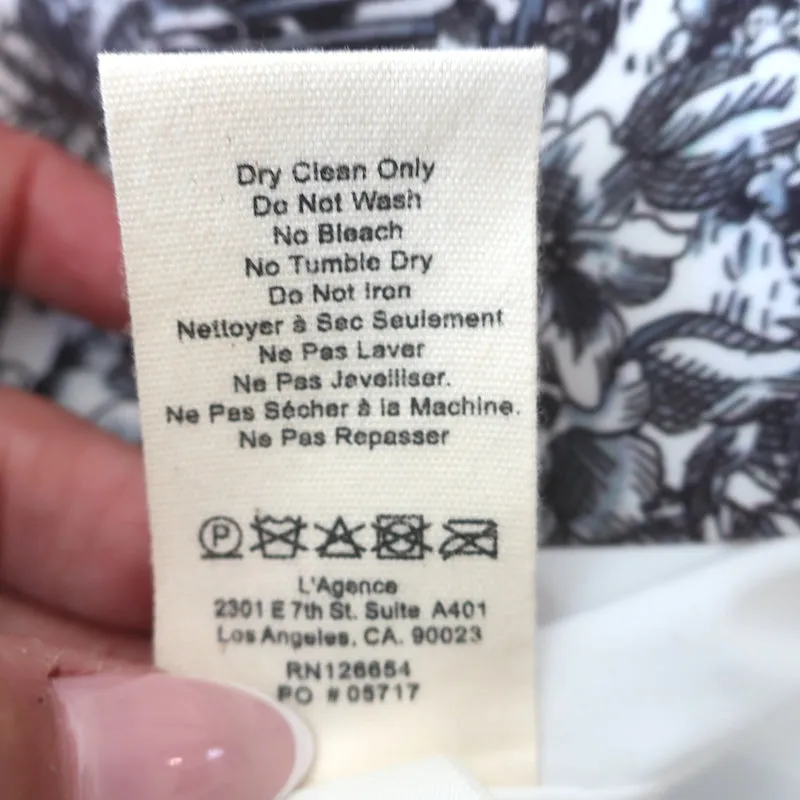 Dry Clean Only
Do Not Wash
No Bleach
No Tumble Dry
Do Not Iron
Nettoyer à Sec Seulement
Ne Pas Laver
Ne Pas Javelliser.
Ne Pas Sécher à la Machine.
Ne Pas Repasser
P
L'Agence
2301 E 7th St. Suite A401
Los Angeles, CA. 90023
RN126654
PO # 05717